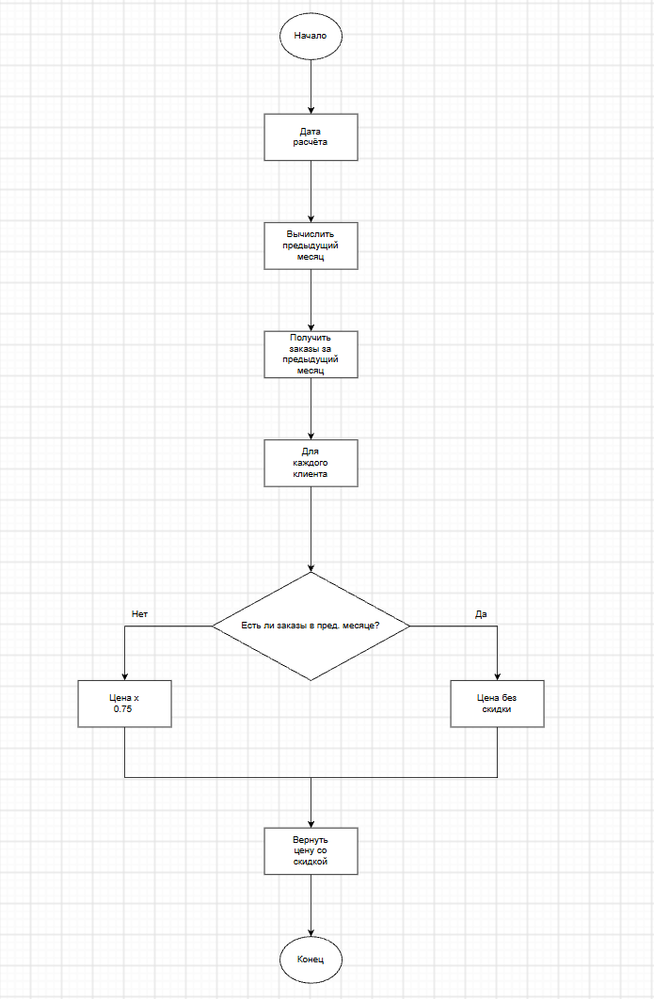 Начало
Дата
расчёта
Вычислить
предыдущий
месяц
Получить
заказы за
предыдущий
месяц
Для
каждого
клиента
Есть ли заказы в пред. месяце?
Нет
Да
Цена x
0.75
Цена без
скидки
Вернуть
цену со
скидкой
Конец